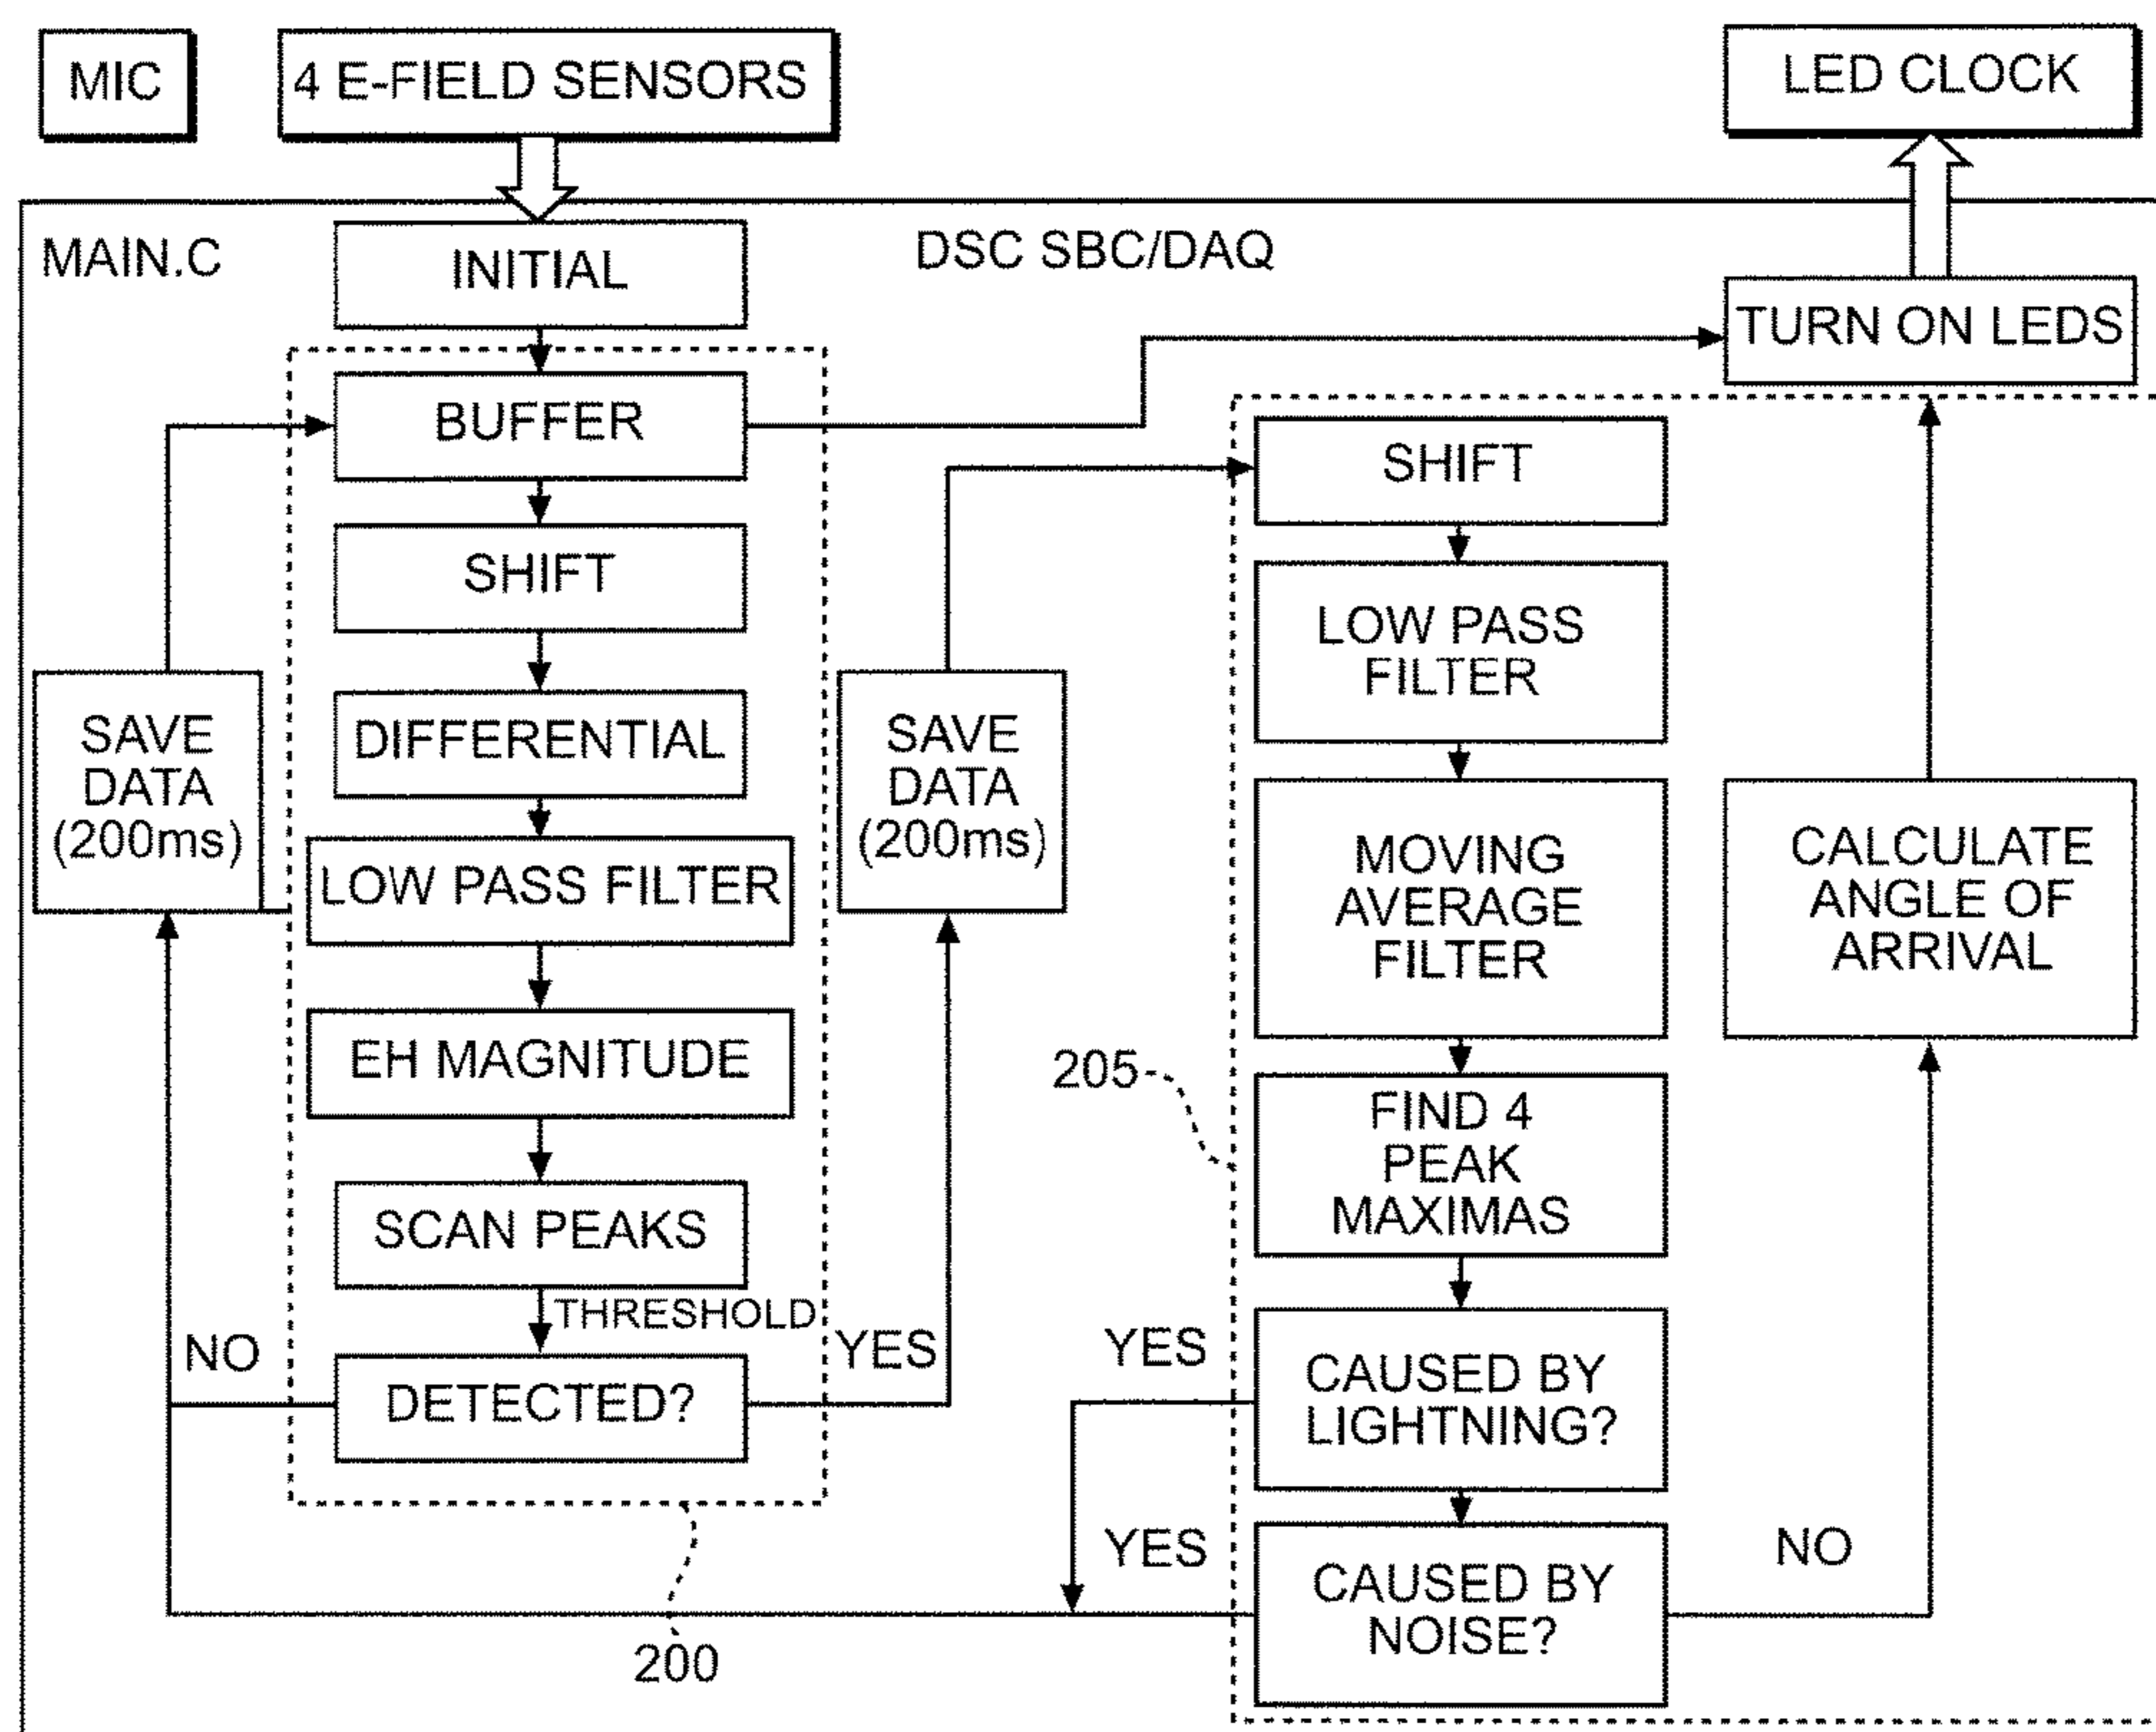 MIC
4 E-FIELD SENSORS
LED CLOCK
MAIN.C
INITIAL
DSC SBC/DAQ
TURN ON LEDS
BUFFER
SHIFT
DIFFERENTIAL
LOW PASS FILTER
EH MAGNITUDE
SCAN PEAKS
THRESHOLD
DETECTED?
NO
YES
SAVE
DATA
(200ms)
SAVE
DATA
(200ms)
200
SHIFT
LOW PASS
FILTER
MOVING
AVERAGE
FILTER
FIND 4
PEAK
MAXIMAS
CAUSED BY
LIGHTNING?
YES
CAUSED BY
NOISE?
YES
NO
205
CALCULATE
ANGLE OF
ARRIVAL